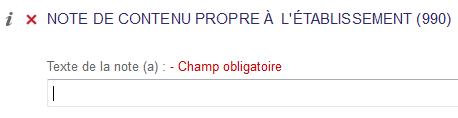 i × NOTE DE CONTENU PROPRE À L'ÉTABLISSEMENT (990)
Texte de la note (a) : - Champ obligatoire